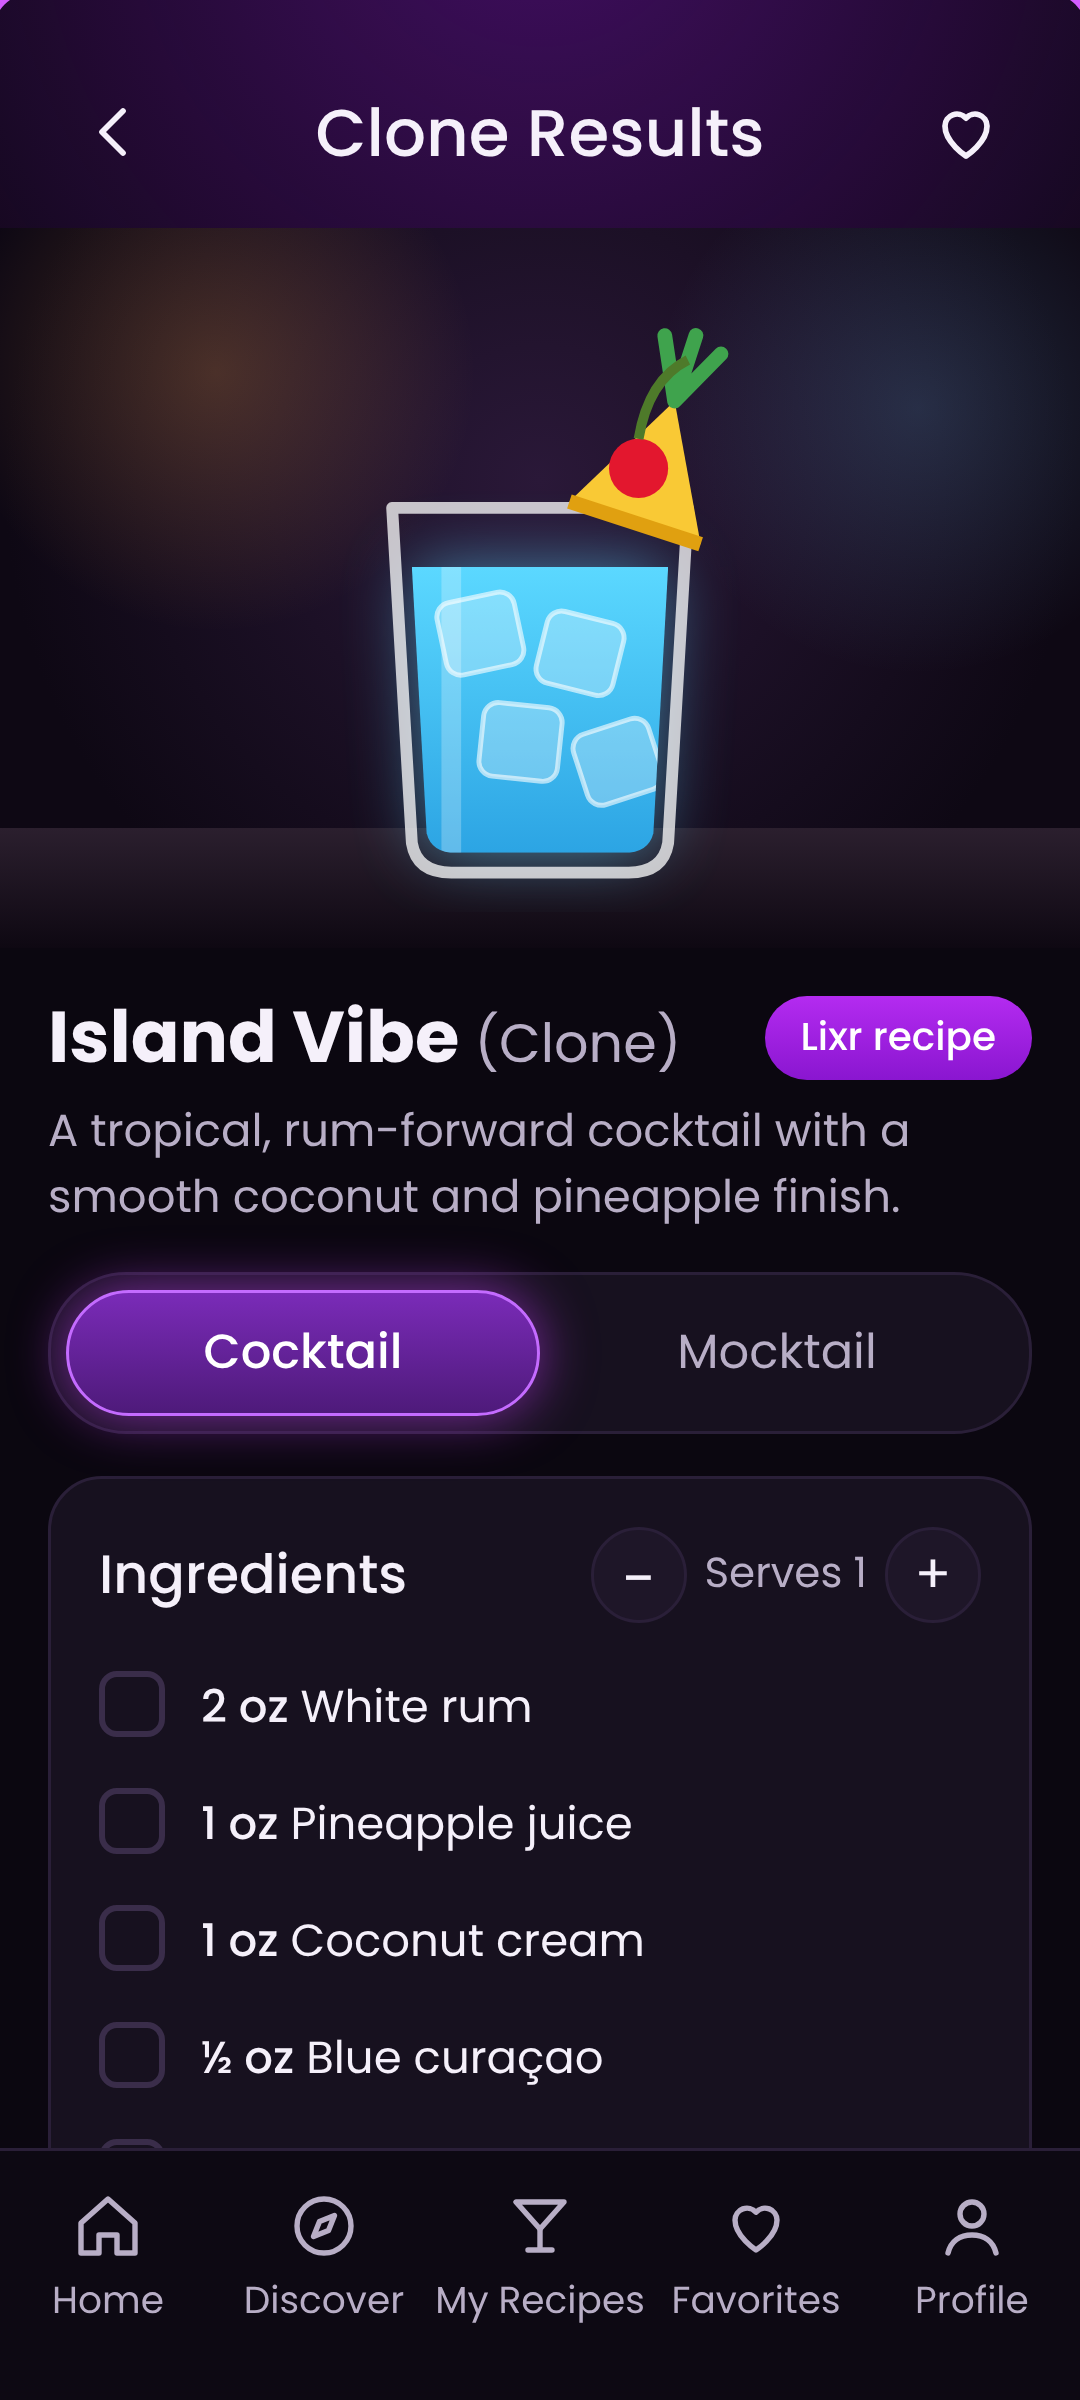 Clone Results
Island Vibe (Clone)
Lixr recipe
A tropical, rum-forward cocktail with a
smooth coconut and pineapple finish.
Cocktail
Mocktail
Ingredients
– Serves 1 +
2 oz White rum
1 oz Pineapple juice
1 oz Coconut cream
½ oz Blue curaçao
Home
Discover
My Recipes
Favorites
Profile